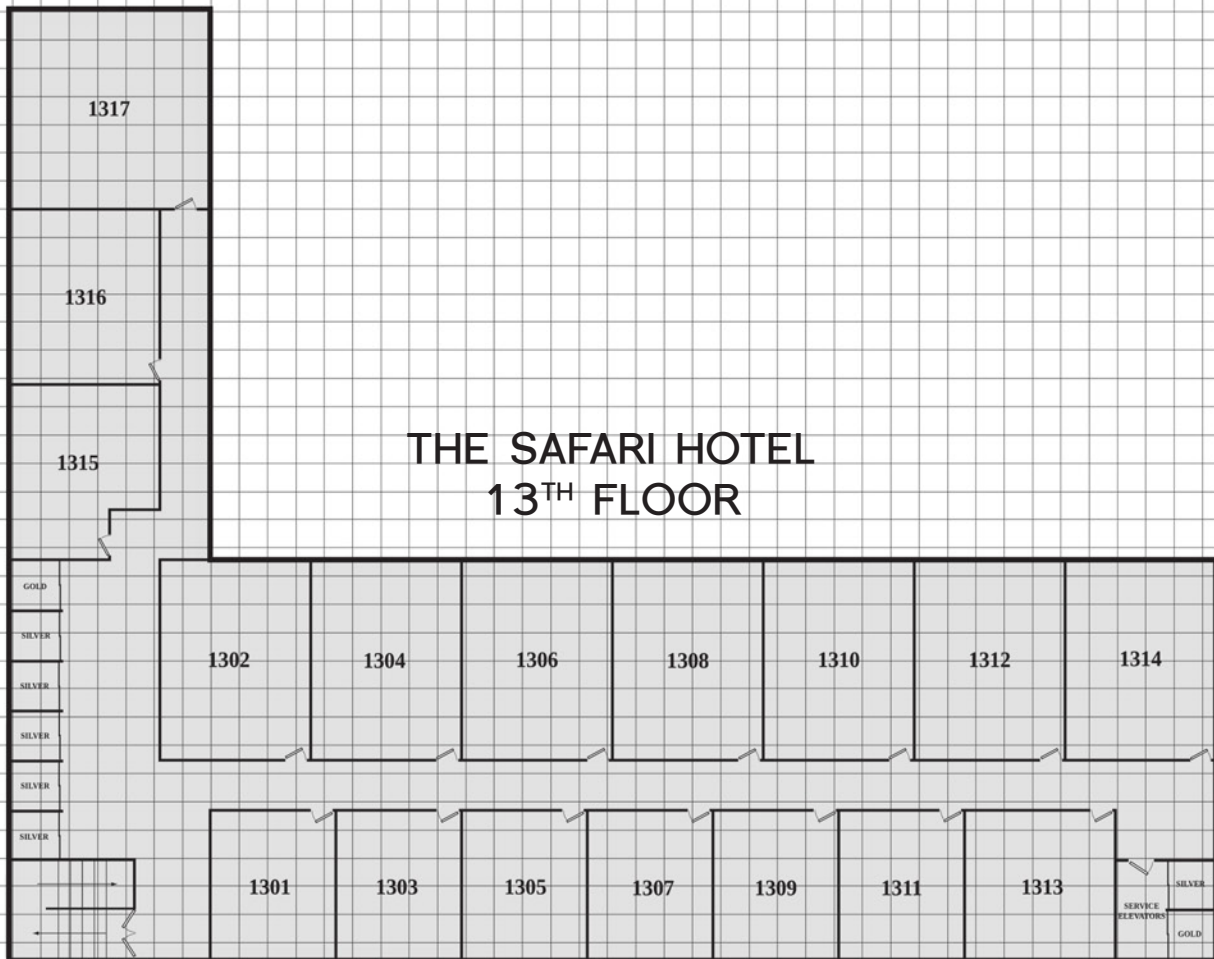 1317
1316
1315
THE SAFARI HOTEL
13TH FLOOR
GOLD
SILVER
SILVER
SILVER
SILVER
SILVER
1302 1304 1306 1308 1310 1312 1314
1301 1303 1305 1307 1309 1311 1313
SERVICE
ELEVATORS
SILVER
GOLD